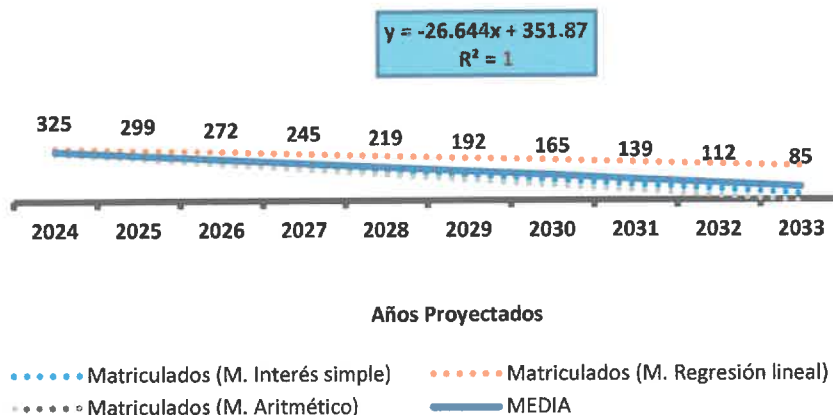 y = -26.644x + 351.87
R² = 1
325 299 272 245 219 192 165 139 112 85
2024 2025 2026 2027 2028 2029 2030 2031 2032 2033
Años Proyectados
Matriculados (M. Interés simple) Matriculados (M. Regresión lineal)
Matriculados (M. Aritmético) MEDIA